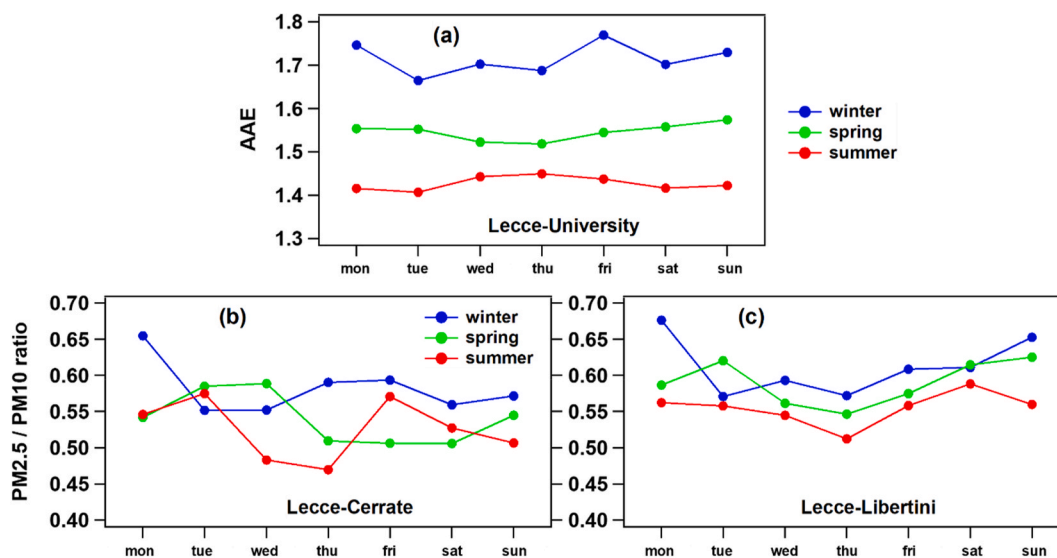 1.8
1.7
1.6
1.5
1.4
1.3
AAE
(a)
Lecce-University
mon tue wed thu fri sat sun
winter
spring
summer
0.70
0.65
0.60
0.55
0.50
0.45
0.40
PM2.5 / PM10 ratio
(b)
winter
spring
summer
Lecce-Cerrate
mon tue wed thu fri sat sun
0.70
0.65
0.60
0.55
0.50
0.45
0.40
(c)
Lecce-Libertini
mon tue wed thu fri sat sun